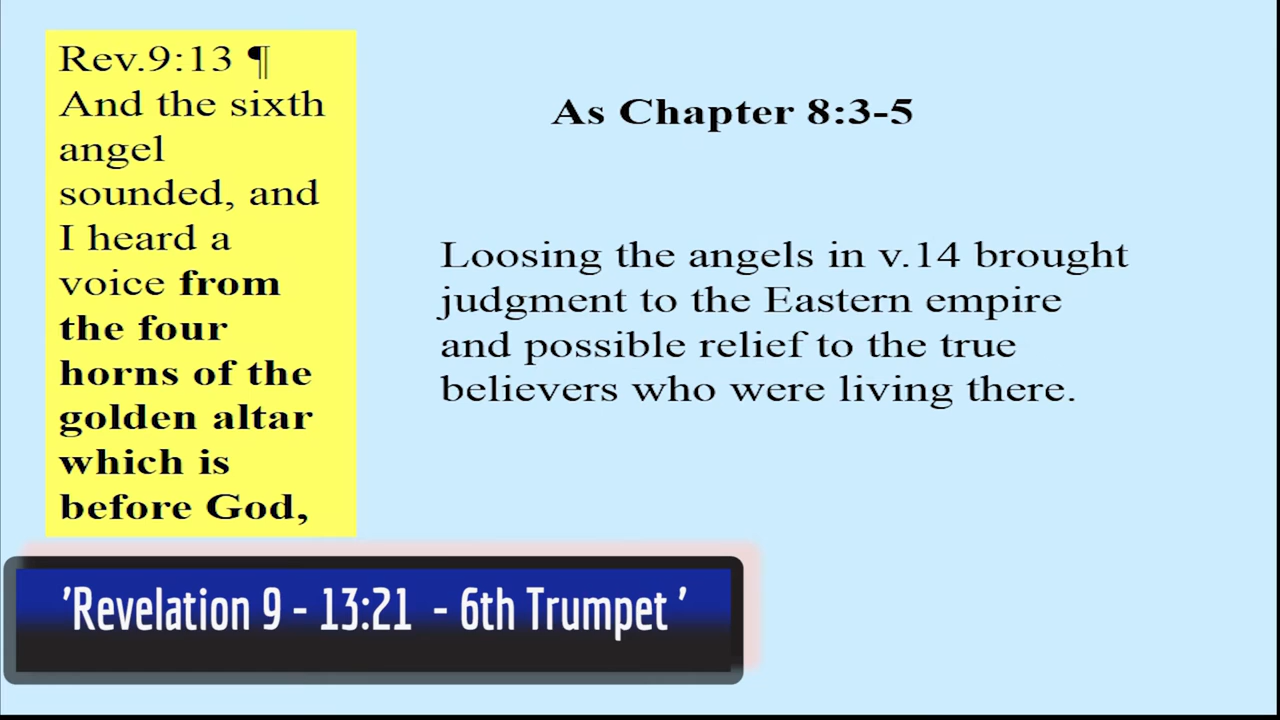 Rev.9:13 ¶
And the sixth
angel
sounded, and
I heard a
voice from
the four
horns of the
golden altar
which is
before God,
As Chapter 8:3-5
Loosing the angels in v.14 brought
judgment to the Eastern empire
and possible relief to the true
believers who were living there.
'Revelation 9 - 13:21 - 6th Trumpet '